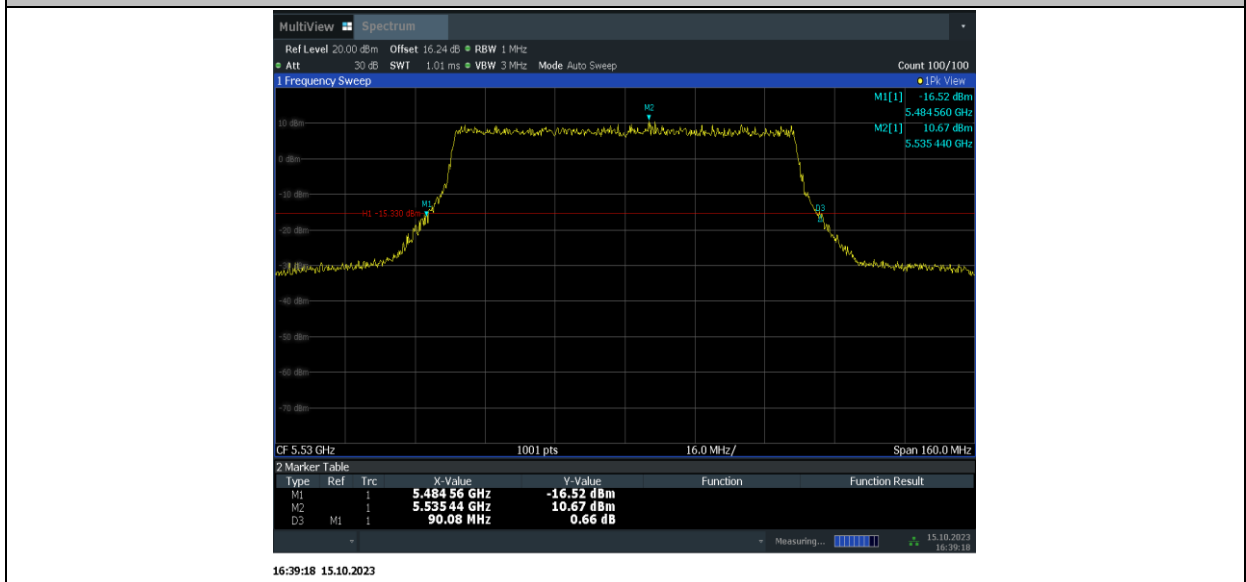 MultiView Spectrum
Ref Level 20.00 dBm Offset 16.24 dB RBW 1 MHz
Att 30 dB SWT 1.01 ms VBW 3 MHz Mode Auto Sweep Count 100/100
1 Frequency Sweep 1Pk View
M1[1] -16.52 dBm
5.484 560 GHz
M2[1] 10.67 dBm
5.535 440 GHz
M2
10 dBm
0 dBm
-10 dBm
M1
D3
H1 -15.330 dBm
-20 dBm
-40 dBm
-50 dBm
-60 dBm
-70 dBm
CF 5.53 GHz 1001 pts 16.0 MHz/ Span 160.0 MHz
2 Marker Table
Type Ref Trc X-Value Y-Value Function Function Result
M1 1 5.484 56 GHz -16.52 dBm
M2 1 5.535 44 GHz 10.67 dBm
D3 M1 1 90.08 MHz 0.66 dB
Measuring... 15.10.2023
16:39:18
16:39:18 15.10.2023